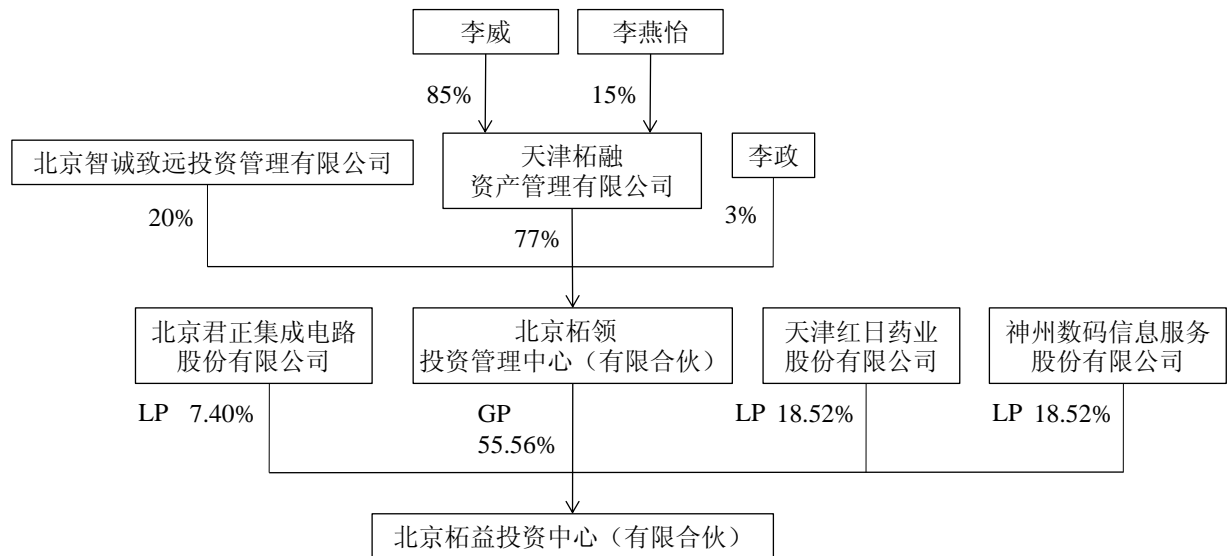 李威
李燕怡
85%
15%
北京智诚致远投资管理有限公司
天津柘融
资产管理有限公司
李政
20%
77%
3%
北京君正集成电路
股份有限公司
北京柘领
投资管理中心（有限合伙）
天津红日药业
股份有限公司
神州数码信息服务
股份有限公司
LP 7.40%
GP
55.56%
LP 18.52%
LP 18.52%
北京柘益投资中心（有限合伙）